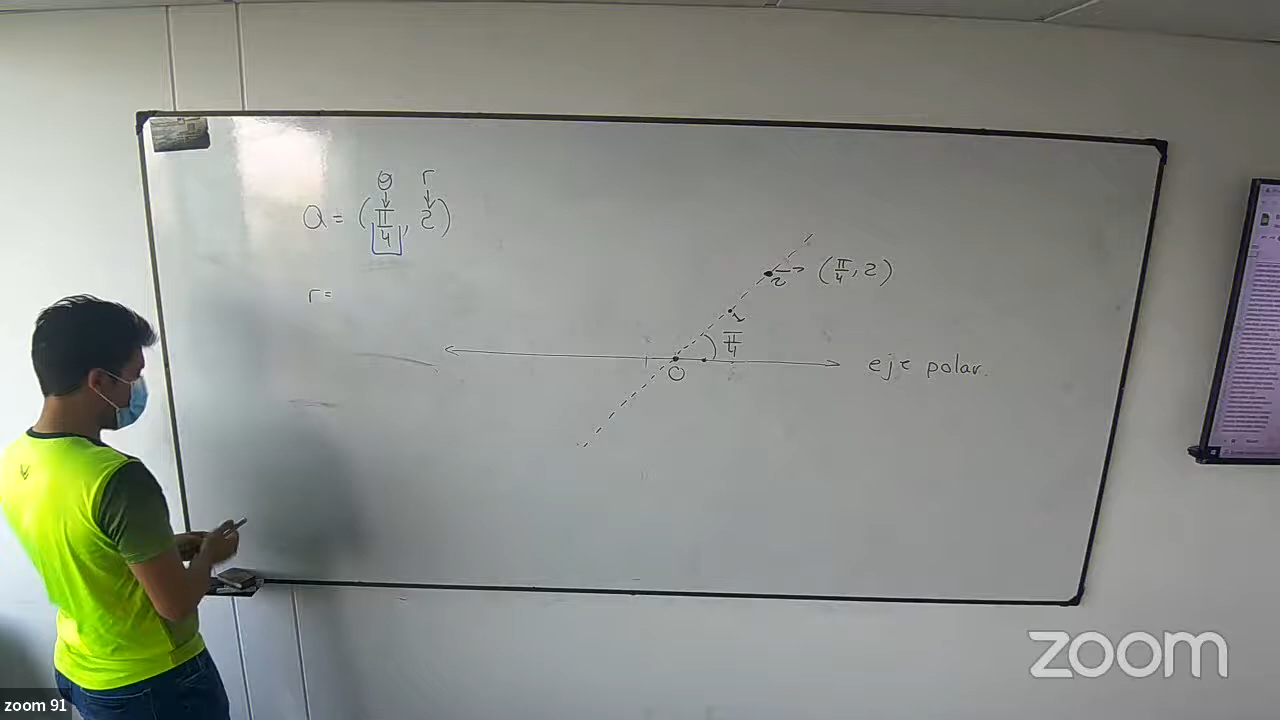 θ r
Q = (π/4, 2)
r =
2 → (π/4, 2)
1
π/4
O
eje polar.
zoom
zoom 91